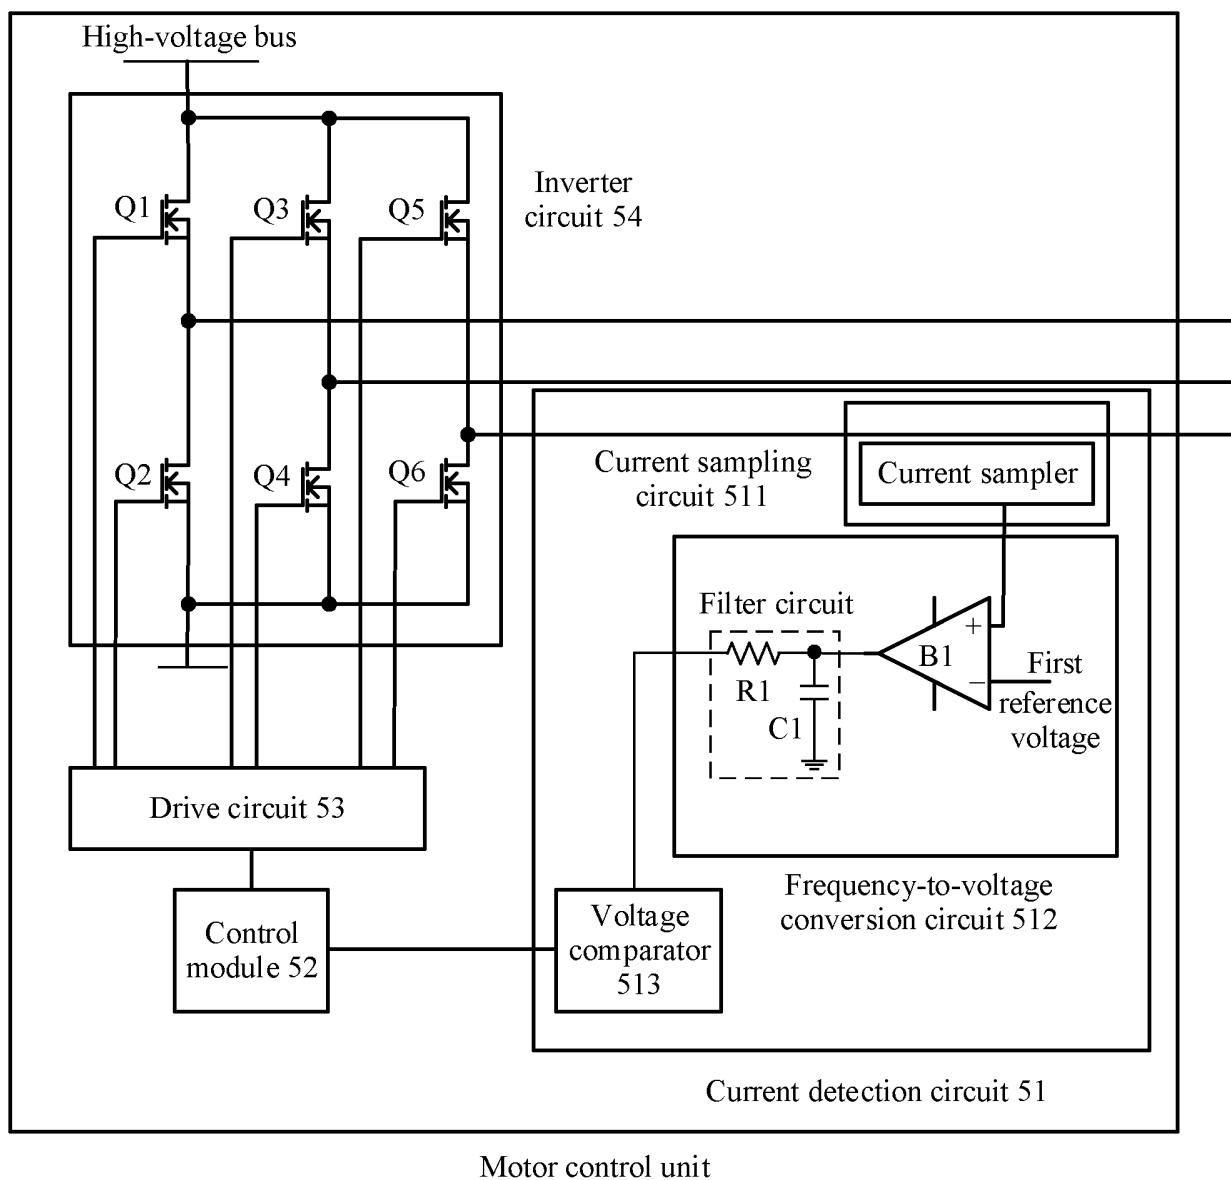 High-voltage bus
Inverter
circuit 54
Q1
Q3
Q5
Q2
Q4
Q6
Current sampling
circuit 511
Current sampler
Filter circuit
R1
C1
B1
+
−
First
reference
voltage
Drive circuit 53
Control
module 52
Voltage
comparator
513
Frequency-to-voltage
conversion circuit 512
Current detection circuit 51
Motor control unit